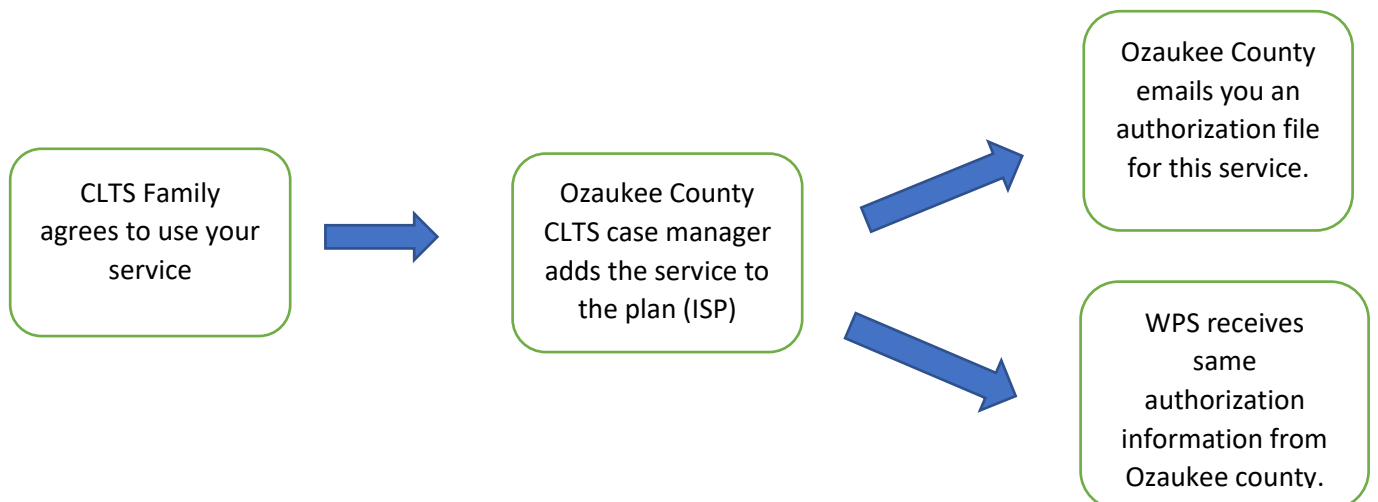 CLTS Family
agrees to use your
service
Ozaukee County
CLTS case manager
adds the service to
the plan (ISP)
Ozaukee County
emails you an
authorization file
for this service.
WPS receives
same
authorization
information from
Ozaukee county.